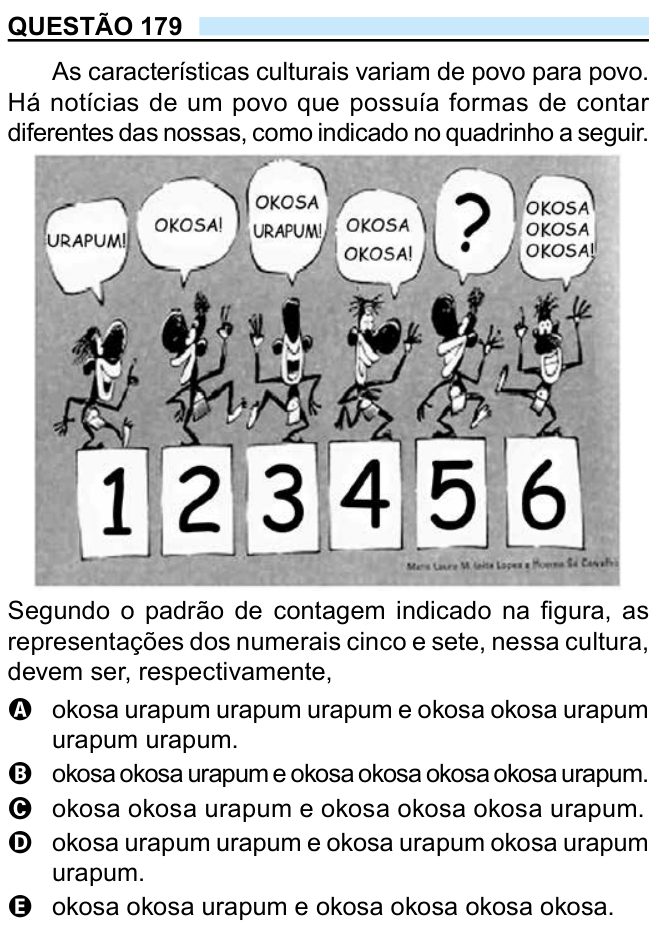 QUESTÃO 179
As características culturais variam de povo para povo.
Há notícias de um povo que possuía formas de contar
diferentes das nossas, como indicado no quadrinho a seguir.
URAPUM!
OKOSA!
OKOSA
URAPUM!
OKOSA
OKOSA!
?
OKOSA
OKOSA
OKOSA!
1 2 3 4 5 6
Maria Laura M. Leite Lopes e
Segundo o padrão de contagem indicado na figura, as
representações dos numerais cinco e sete, nessa cultura,
devem ser, respectivamente,
A okosa urapum urapum urapum e okosa okosa urapum
urapum urapum.
B okosa okosa urapum e okosa okosa okosa okosa urapum.
C okosa okosa urapum e okosa okosa okosa urapum.
D okosa urapum urapum e okosa urapum okosa urapum
urapum.
E okosa okosa urapum e okosa okosa okosa okosa.